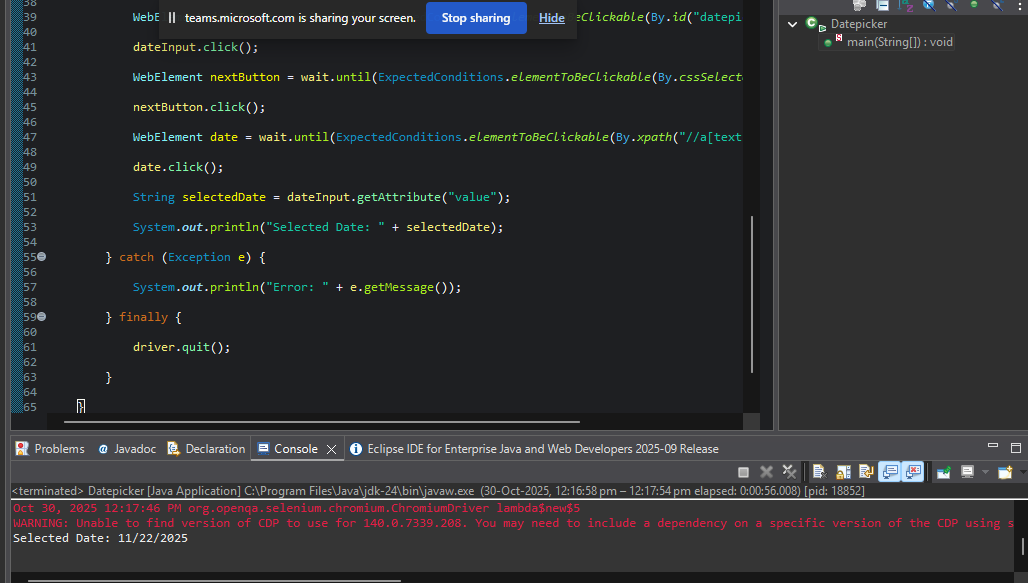 38
39 WebE
teams.microsoft.com is sharing your screen. Stop sharing Hide
eClickable(By.id("datepi
40
41 dateInput.click();
42
43 WebElement nextButton = wait.until(ExpectedConditions.elementToBeClickable(By.cssSelecto
44
45 nextButton.click();
46
47 WebElement date = wait.until(ExpectedConditions.elementToBeClickable(By.xpath("//a[text
48
49 date.click();
50
51 String selectedDate = dateInput.getAttribute("value");
52
53 System.out.println("Selected Date: " + selectedDate);
54
55 } catch (Exception e) {
56
57 System.out.println("Error: " + e.getMessage());
58
59 } finally {
60
61 driver.quit();
62
63 }
64
65 }
Datepicker
main(String[]) : void
Problems Javadoc Declaration Console Eclipse IDE for Enterprise Java and Web Developers 2025-09 Release
<terminated> Datepicker [Java Application] C:\Program Files\Java\jdk-24\bin\javaw.exe (30-Oct-2025, 12:16:58 pm – 12:17:54 pm elapsed: 0:00:56.008) [pid: 18852]
Oct 30, 2025 12:17:46 PM org.openqa.selenium.chromium.ChromiumDriver lambda$new$5
WARNING: Unable to find version of CDP to use for 140.0.7339.208. You may need to include a dependency on a specific version of the CDP using s
Selected Date: 11/22/2025